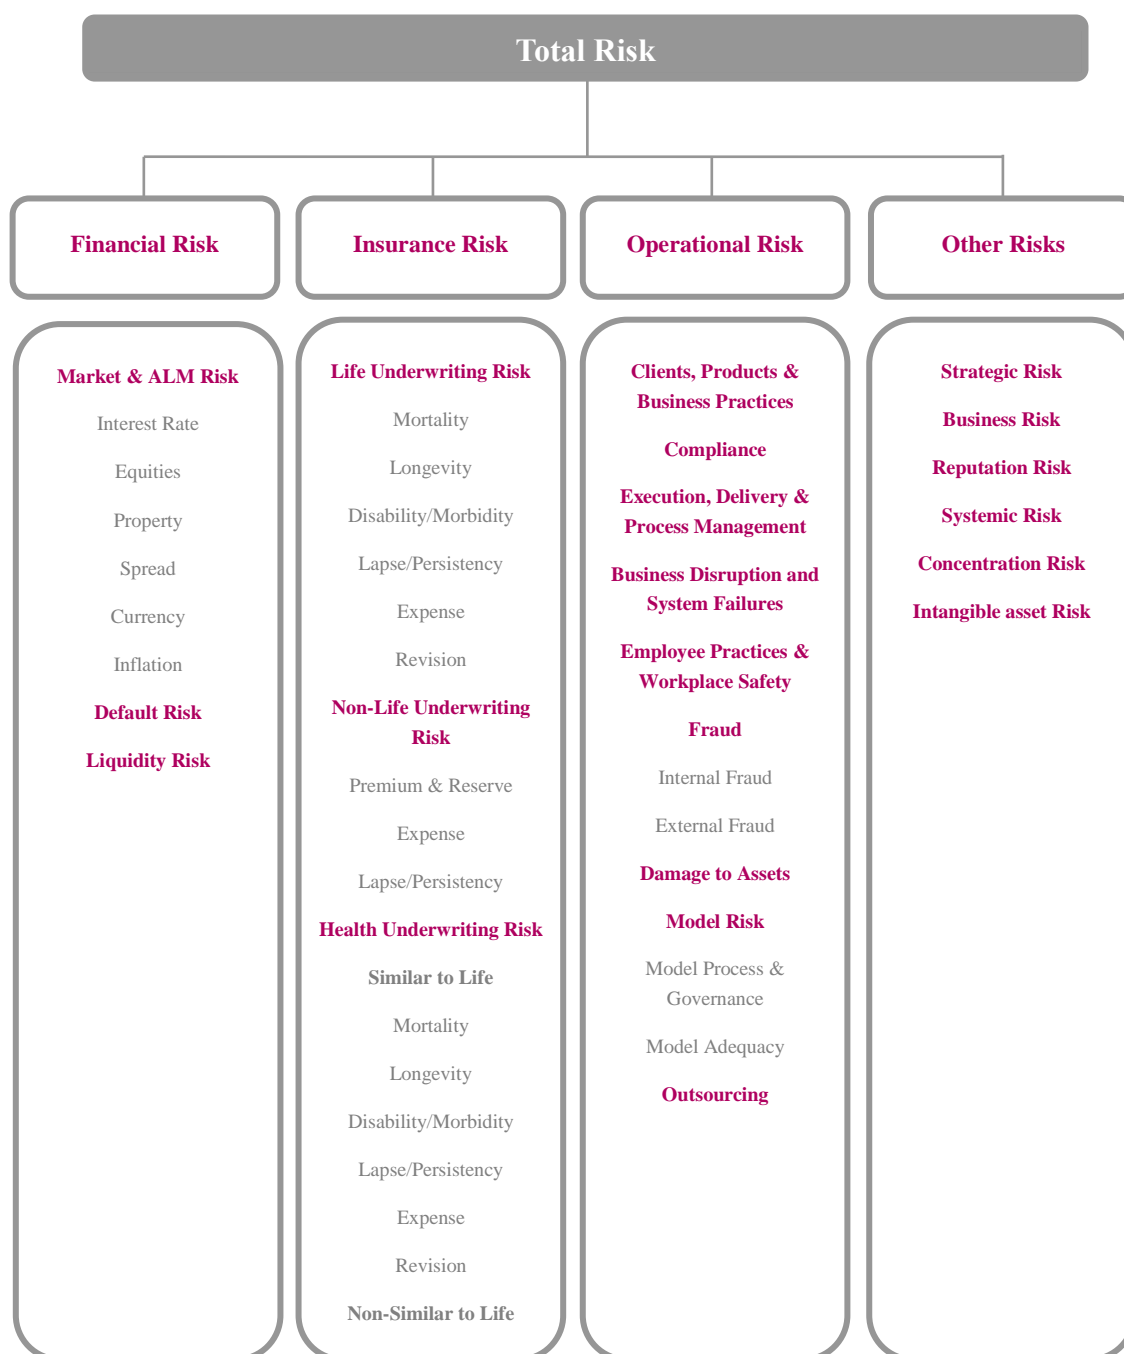 Total Risk
Financial Risk
Insurance Risk
Operational Risk
Other Risks
Market & ALM Risk
Interest Rate
Equities
Property
Spread
Currency
Inflation
Default Risk
Liquidity Risk
Life Underwriting Risk
Mortality
Longevity
Disability/Morbidity
Lapse/Persistency
Expense
Revision
Non-Life Underwriting
Risk
Premium & Reserve
Expense
Lapse/Persistency
Health Underwriting Risk
Similar to Life
Mortality
Longevity
Disability/Morbidity
Lapse/Persistency
Expense
Revision
Non-Similar to Life
Clients, Products &
Business Practices
Compliance
Execution, Delivery &
Process Management
Business Disruption and
System Failures
Employee Practices &
Workplace Safety
Fraud
Internal Fraud
External Fraud
Damage to Assets
Model Risk
Model Process &
Governance
Model Adequacy
Outsourcing
Strategic Risk
Business Risk
Reputation Risk
Systemic Risk
Concentration Risk
Intangible asset Risk